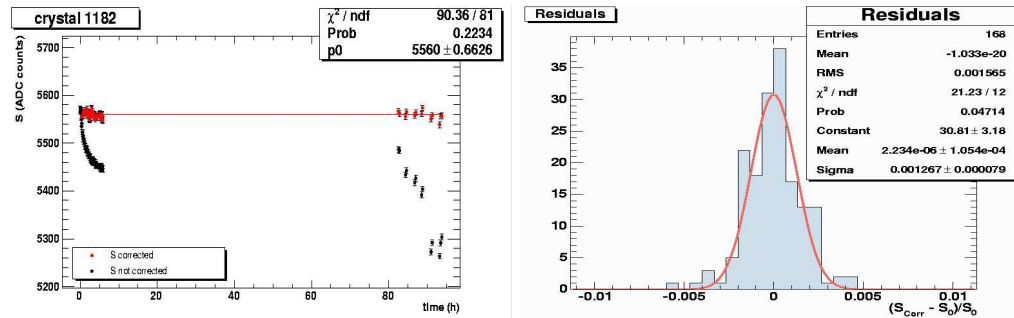 crystal 1182
χ² / ndf 90.36 / 81
Prob 0.2234
p0 5560 ± 0.6626
S (ADC counts)
5700
5600
5500
5400
5300
5200
S corrected
S not corrected
0 20 40 60 80 100
time (h)
Residuals
Residuals
Entries 168
Mean -1.033e-20
RMS 0.001565
χ² / ndf 21.23 / 12
Prob 0.04714
Constant 30.81 ± 3.18
Mean 2.234e-06 ± 1.054e-04
Sigma 0.001267 ± 0.000079
35
30
25
20
15
10
5
0
-0.01 -0.005 0 0.005 0.01
(S_Corr - S_0)/S_0